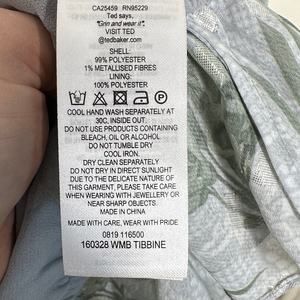 CA25459 RN95229
Ted says,
"Grin and wear it".
VISIT TED
@tedbaker.com
SHELL:
99% POLYESTER
1% METALLISED FIBRES
LINING:
100% POLYESTER
COOL HAND WASH SEPARATELY AT
30C, INSIDE OUT.
DO NOT USE PRODUCTS CONTAINING
BLEACH, OIL OR ALCOHOL
DO NOT TUMBLE DRY
COOL IRON.
DRY CLEAN SEPARATELY
DO NOT DRY IN DIRECT SUNLIGHT
DUE TO THE DELICATE NATURE OF
THIS GARMENT, PLEASE TAKE CARE
WHEN WEARING WITH JEWELLERY OR
NEAR SHARP OBJECTS.
MADE IN CHINA
MADE WITH CARE, WEAR WITH PRIDE
0819 116500
160328 WMB TIBBINE